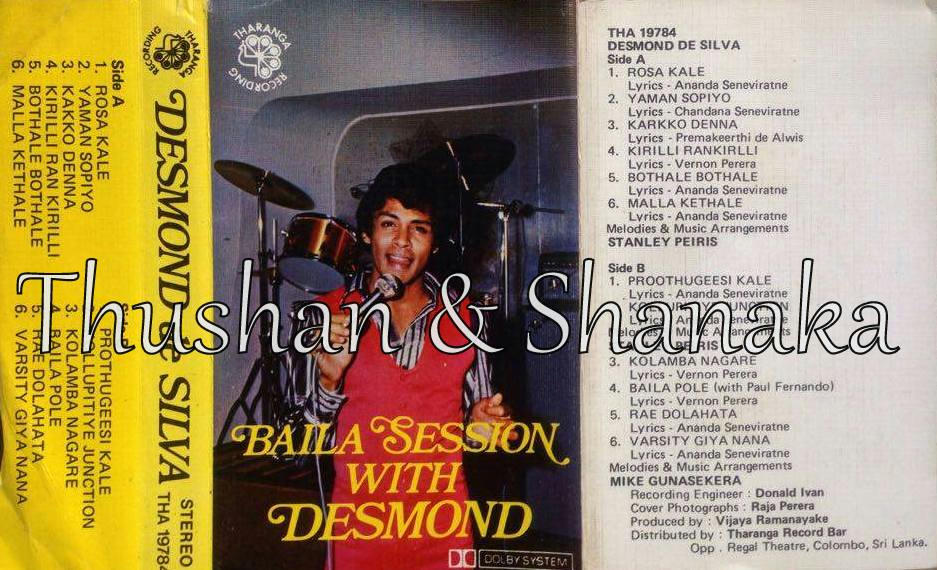 Side A
1. ROSA KALE
2. YAMAN SOPIYO
3. KAKKO DENNA
4. KIRILLI RAN KIRILLI
5. BOTHALE BOTHALE
6. MALLA KETHALE
PROOTHUGEESI KALE
JUNCTION
3. KOLAMBA NAGARE
4. BAILA POLE
5. RAE DOLAHATA
6. VARSITY GIYA NANA
THARANGA
RECORDING
DESMOND de SILVA
STEREO
THA 19784
THARANGA
RECORDING
BAILA SESSION
WITH
DESMOND
DOLBY SYSTEM
Thushan & Shanaka
THA 19784
DESMOND DE SILVA
Side A
1. ROSA KALE
Lyrics - Ananda Seneviratne
2. YAMAN SOPIYO
Lyrics - Chandana Seneviratne
3. KARKKO DENNA
Lyrics - Premakeerthi de Alwis
4. KIRILLI RANKIRLLI
Lyrics - Vernon Perera
5. BOTHALE BOTHALE
Lyrics - Ananda Seneviratne
6. MALLA KETHALE
Lyrics - Ananda Seneviratne
Melodies & Music Arrangements
STANLEY PEIRIS
Side B
1. PROOTHUGEESI KALE
Lyrics - Ananda Seneviratne
3. KOLAMBA NAGARE
Lyrics - Vernon Perera
4. BAILA POLE (with Paul Fernando)
Lyrics - Vernon Perera
5. RAE DOLAHATA
Lyrics - Ananda Seneviratne
6. VARSITY GIYA NANA
Lyrics - Ananda Seneviratne
Melodies & Music Arrangements
MIKE GUNASEKERA
Recording Engineer : Donald Ivan
Cover Photographs : Raja Perera
Produced by : Vijaya Ramanayake
Distributed by : Tharanga Record Bar
Opp . Regal Theatre, Colombo, Sri Lanka.